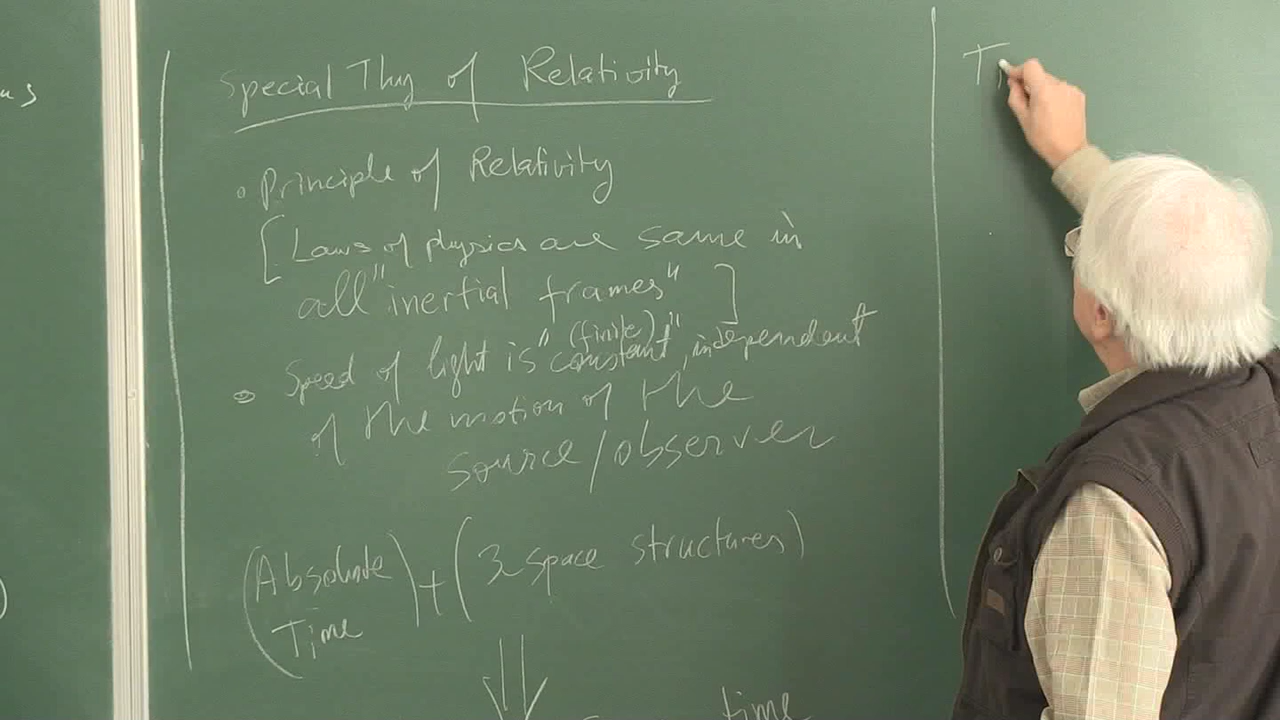 us
Special Thy of Relativity
Principle of Relativity
[Laws of physics are same in
all "inertial frames"]
(finite)
Speed of light is "constant", independent
of the motion of the
source/observer
(Absolute Time) + (3 space structures)
time
T